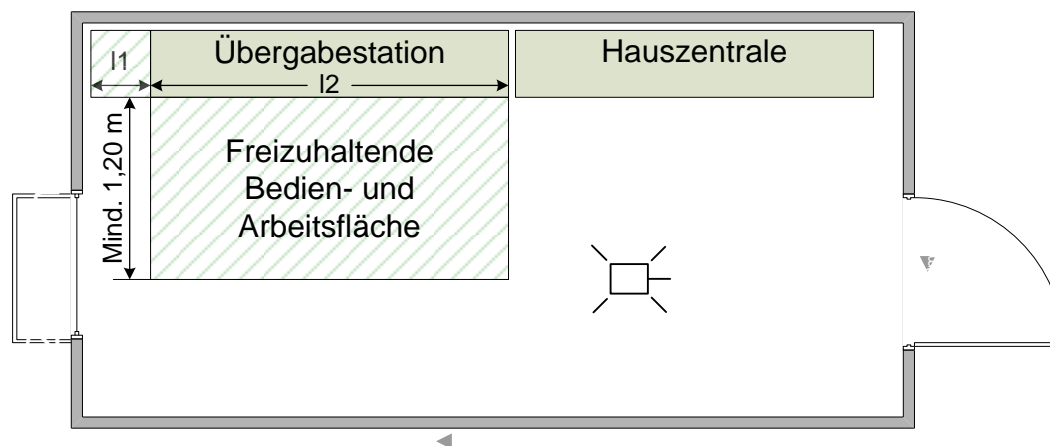 l1
Übergabestation
l2
Hauszentrale
Mind. 1,20 m
Freizuhaltende
Bedien- und
Arbeitsfläche